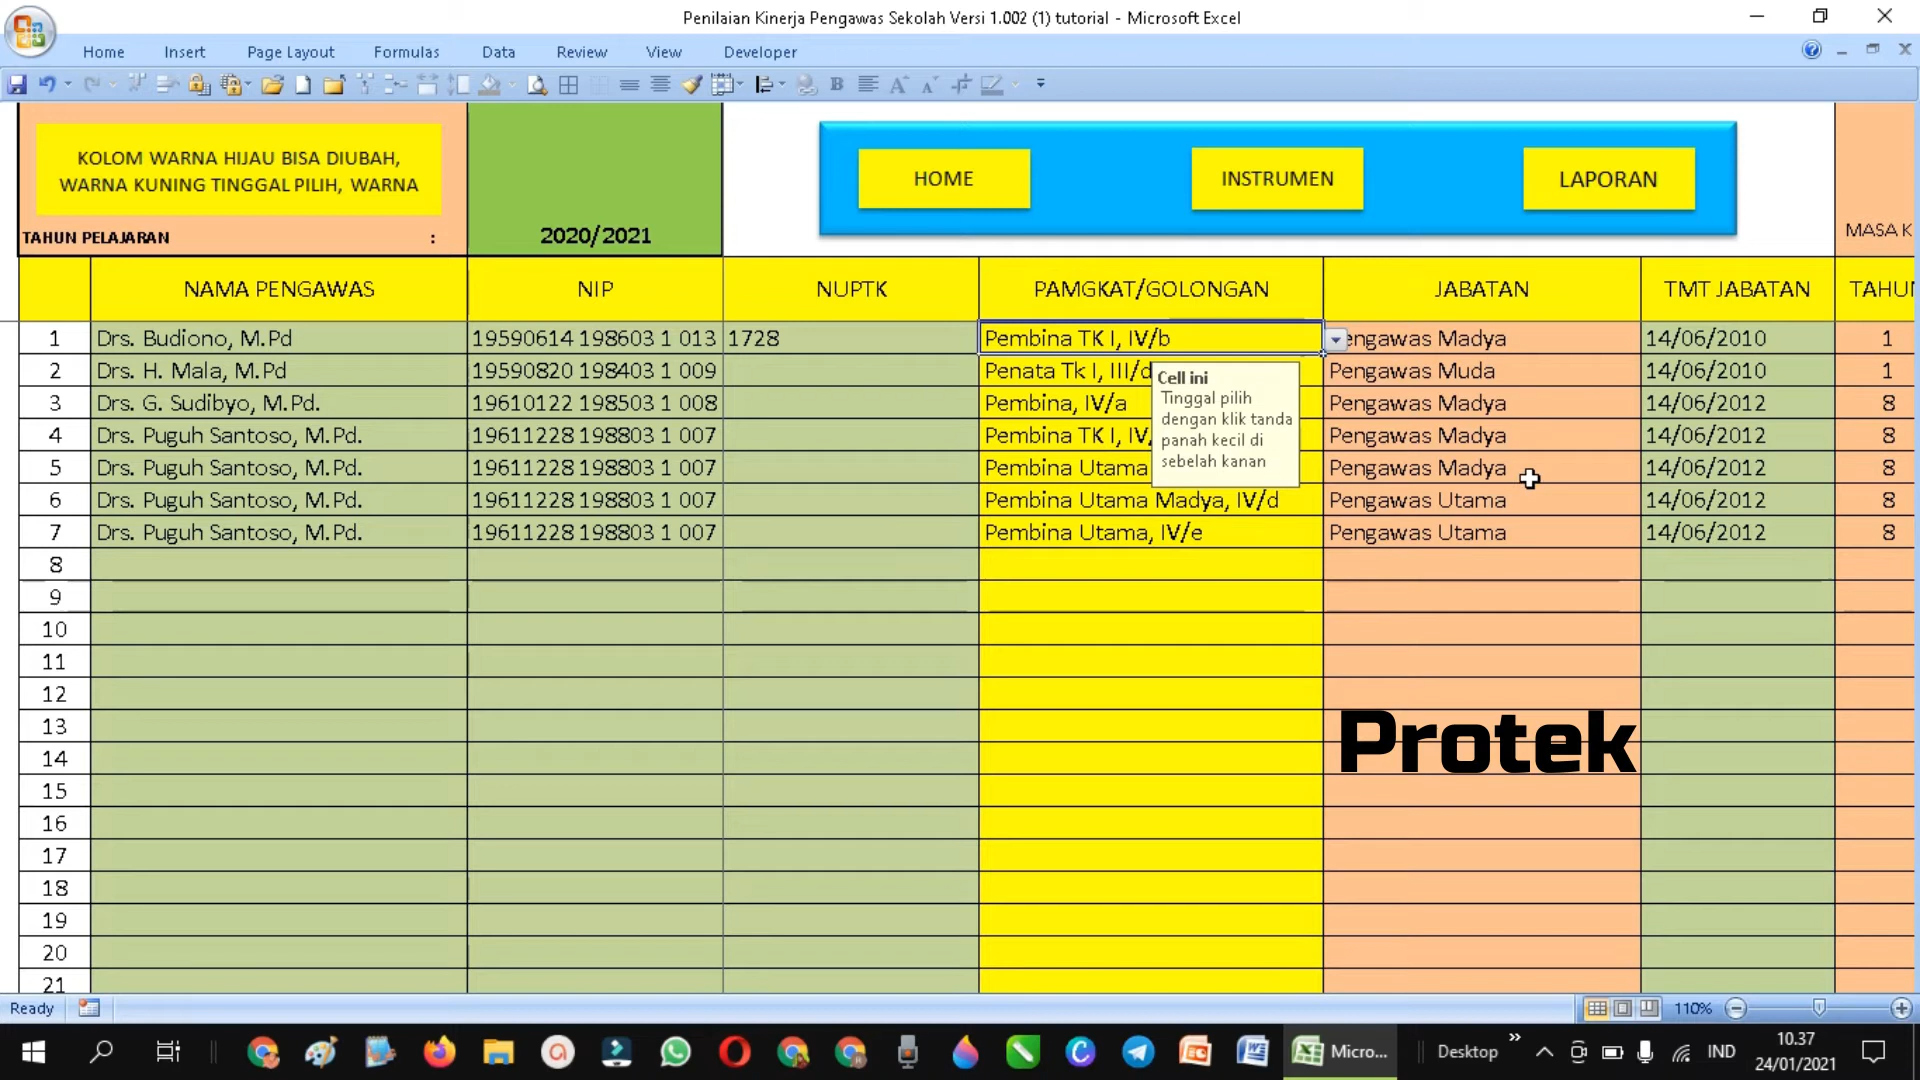 Penilaian Kinerja Pengawas Sekolah Versi 1.002 (1) tutorial - Microsoft Excel
Home Insert Page Layout Formulas Data Review View Developer
KOLOM WARNA HIJAU BISA DIUBAH,
WARNA KUNING TINGGAL PILIH, WARNA
TAHUN PELAJARAN : 2020/2021
HOME INSTRUMEN LAPORAN
MASA K
NAMA PENGAWAS NIP NUPTK PAMGKAT/GOLONGAN JABATAN TMT JABATAN TAHU
1 Drs. Budiono, M.Pd 19590614 198603 1 013 1728 Pembina TK I, IV/b Pengawas Madya 14/06/2010 1
2 Drs. H. Mala, M.Pd 19590820 198403 1 009 Penata Tk I, III/d Pengawas Muda 14/06/2010 1
3 Drs. G. Sudibyo, M.Pd. 19610122 198503 1 008 Pembina, IV/a Pengawas Madya 14/06/2012 8
4 Drs. Puguh Santoso, M.Pd. 19611228 198803 1 007 Pembina TK I, IV Pengawas Madya 14/06/2012 8
5 Drs. Puguh Santoso, M.Pd. 19611228 198803 1 007 Pembina Utama Pengawas Madya 14/06/2012 8
6 Drs. Puguh Santoso, M.Pd. 19611228 198803 1 007 Pembina Utama Madya, IV/d Pengawas Utama 14/06/2012 8
7 Drs. Puguh Santoso, M.Pd. 19611228 198803 1 007 Pembina Utama, IV/e Pengawas Utama 14/06/2012 8
Cell ini
Tinggal pilih
dengan klik tanda
panah kecil di
sebelah kanan
8
9
10
11
12
13
14
15
16
17
18
19
20
21
Protek
Ready 110%
Micro... Desktop IND 10.37
24/01/2021